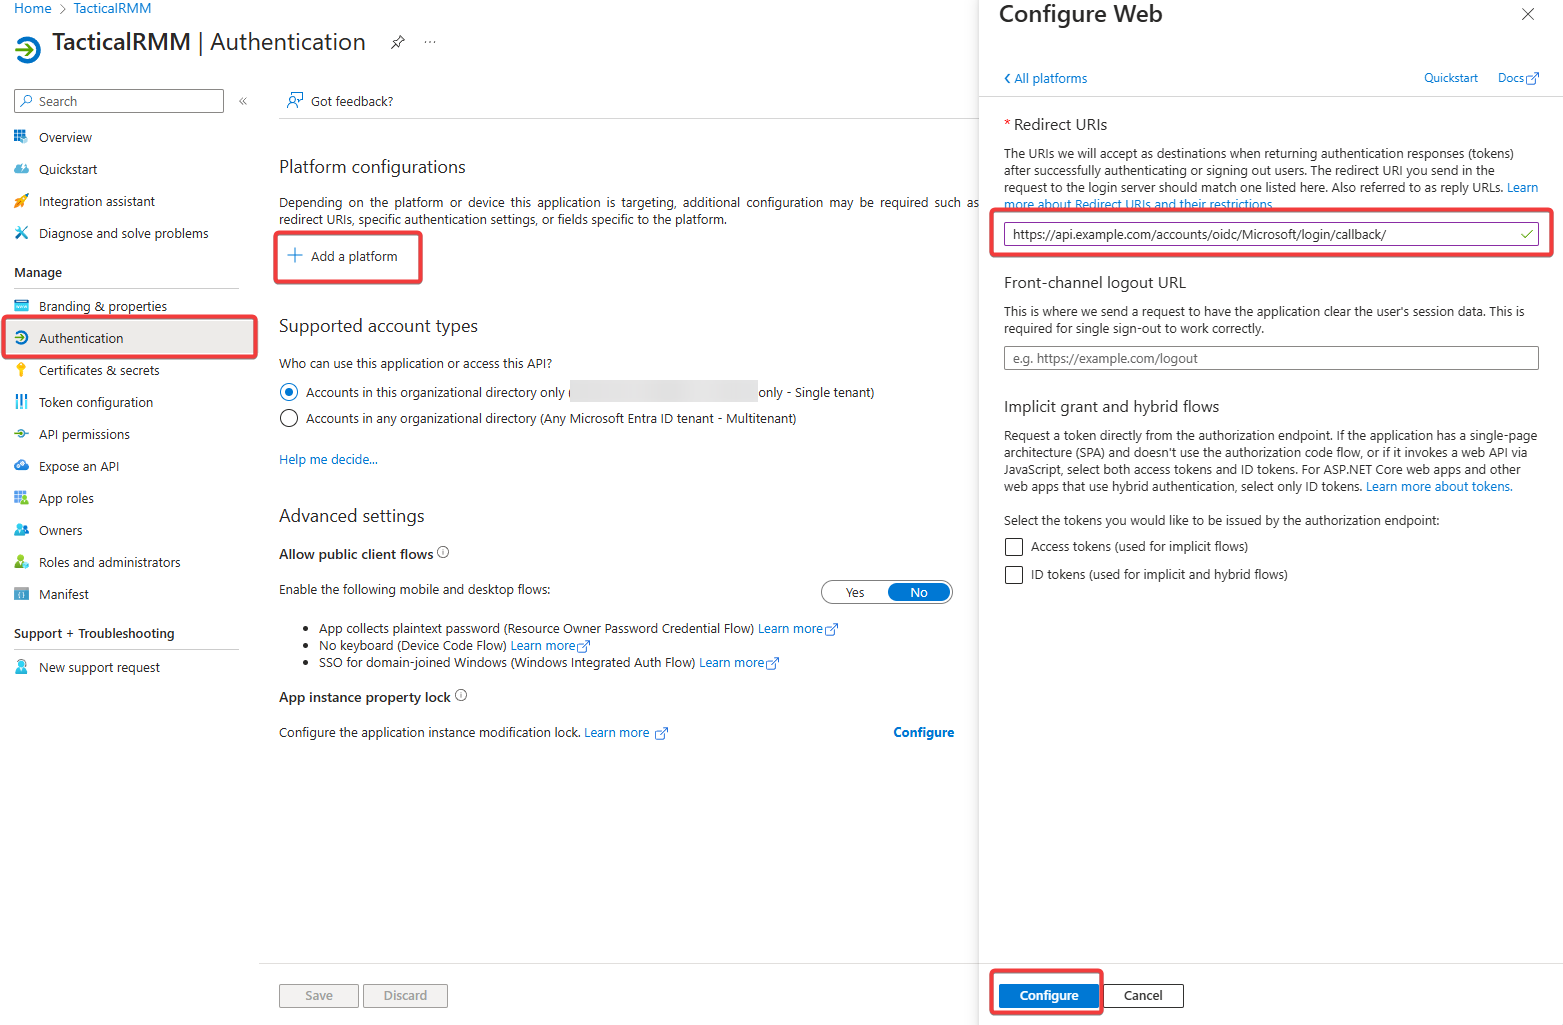 Home > TacticalRMM
TacticalRMM | Authentication ...
Search «
Overview
Quickstart
Integration assistant
Diagnose and solve problems
Manage
Branding & properties
Authentication
Certificates & secrets
Token configuration
API permissions
Expose an API
App roles
Owners
Roles and administrators
Manifest
Support + Troubleshooting
New support request
Got feedback?
Platform configurations
Depending on the platform or device this application is targeting, additional configuration may be required such as
redirect URIs, specific authentication settings, or fields specific to the platform.
+ Add a platform
Supported account types
Who can use this application or access this API?
Accounts in this organizational directory only ( only - Single tenant)
Accounts in any organizational directory (Any Microsoft Entra ID tenant - Multitenant)
Help me decide...
Advanced settings
Allow public client flows
Enable the following mobile and desktop flows: Yes No
• App collects plaintext password (Resource Owner Password Credential Flow) Learn more
• No keyboard (Device Code Flow) Learn more
• SSO for domain-joined Windows (Windows Integrated Auth Flow) Learn more
App instance property lock
Configure the application instance modification lock. Learn more Configure
Save Discard
Configure Web
All platforms Quickstart Docs
* Redirect URIs
The URIs we will accept as destinations when returning authentication responses (tokens)
after successfully authenticating or signing out users. The redirect URI you send in the
request to the login server should match one listed here. Also referred to as reply URLs. Learn
more about Redirect URIs and their restrictions
https://api.example.com/accounts/oidc/Microsoft/login/callback/
Front-channel logout URL
This is where we send a request to have the application clear the user's session data. This is
required for single sign-out to work correctly.
e.g. https://example.com/logout
Implicit grant and hybrid flows
Request a token directly from the authorization endpoint. If the application has a single-page
architecture (SPA) and doesn't use the authorization code flow, or if it invokes a web API via
JavaScript, select both access tokens and ID tokens. For ASP.NET Core web apps and other
web apps that use hybrid authentication, select only ID tokens. Learn more about tokens.
Select the tokens you would like to be issued by the authorization endpoint:
Access tokens (used for implicit flows)
ID tokens (used for implicit and hybrid flows)
Configure Cancel